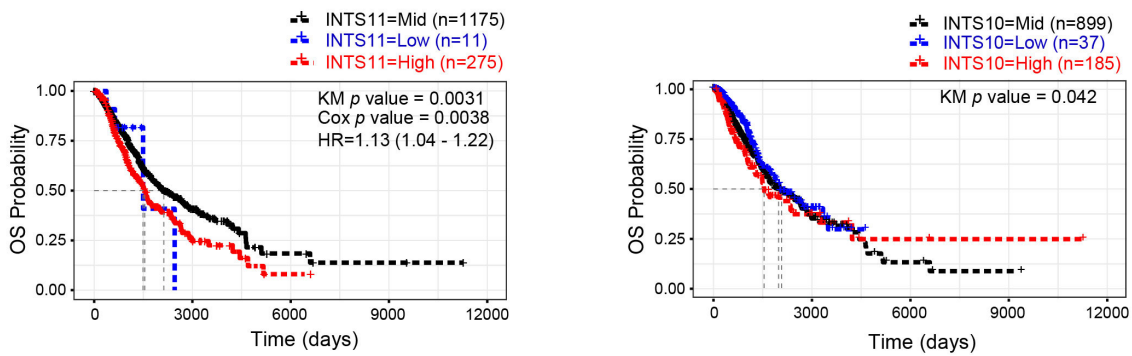 INTS11=Mid (n=1175)
INTS11=Low (n=11)
INTS11=High (n=275)
KM p value = 0.0031
Cox p value = 0.0038
HR=1.13 (1.04 - 1.22)
OS Probability
1.00
0.75
0.50
0.25
0.00
0 3000 6000 9000 12000
Time (days)
INTS10=Mid (n=899)
INTS10=Low (n=37)
INTS10=High (n=185)
KM p value = 0.042
OS Probability
1.00
0.75
0.50
0.25
0.00
0 3000 6000 9000 12000
Time (days)